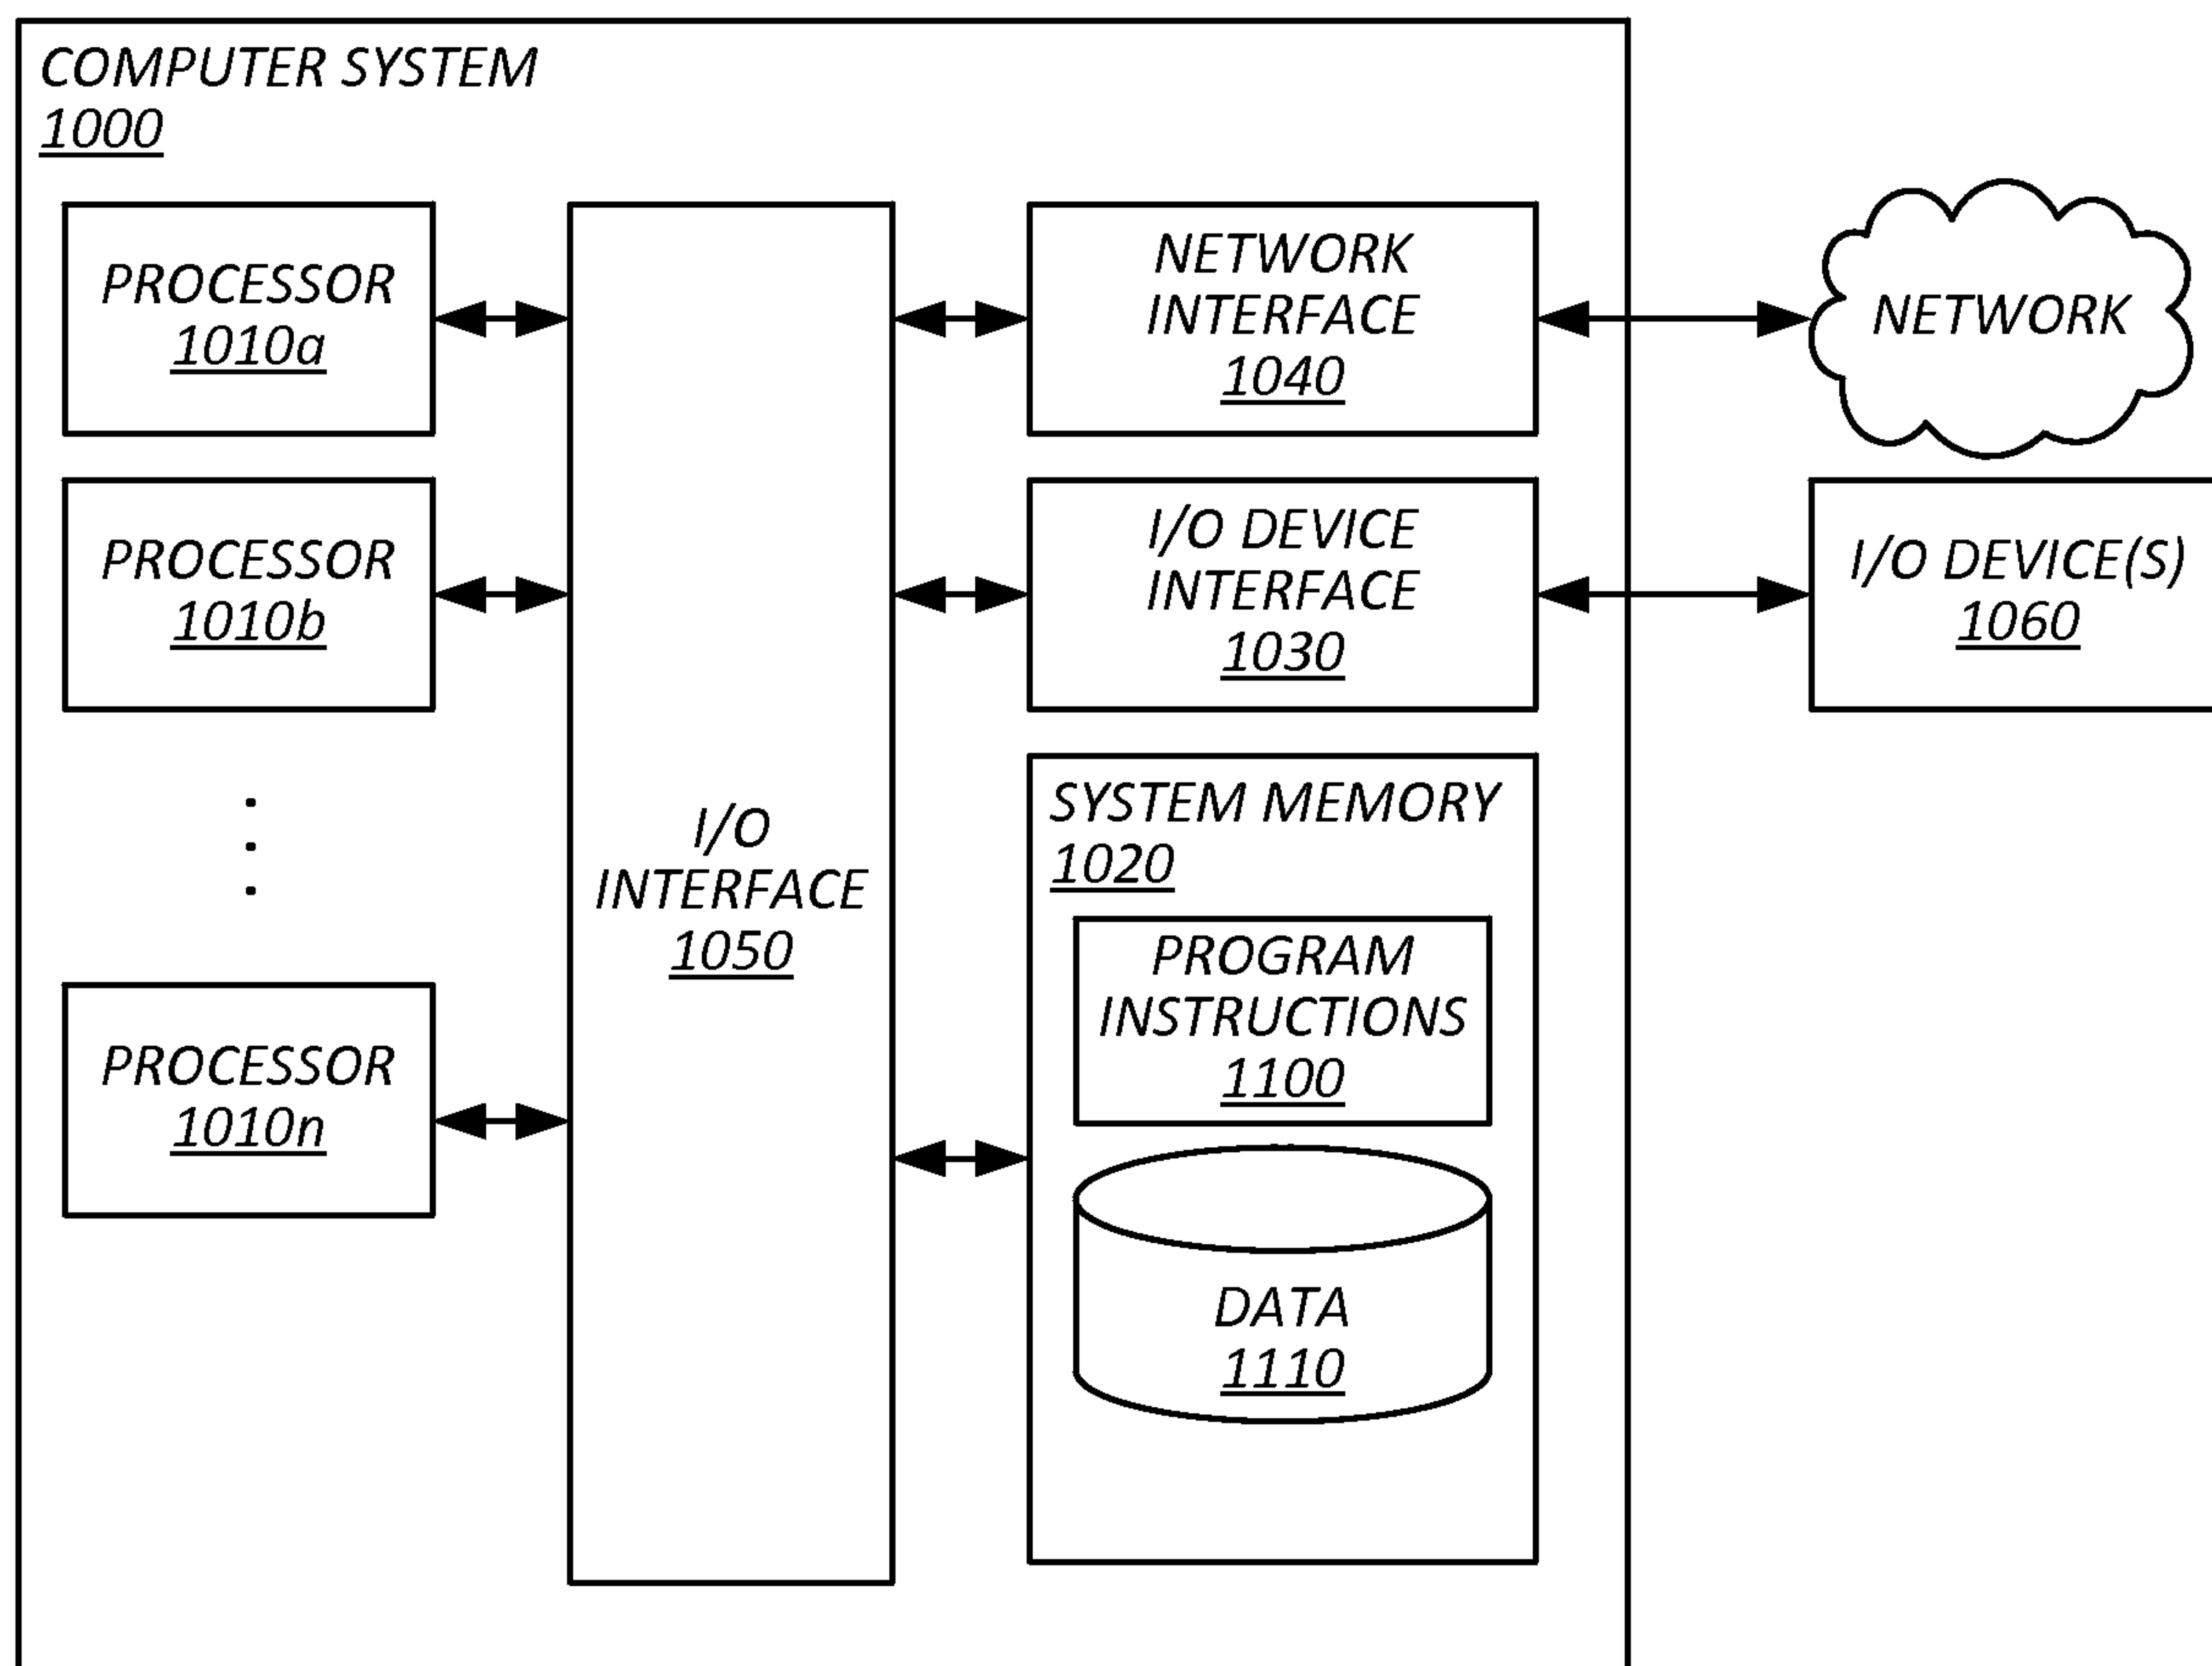 COMPUTER SYSTEM
1000
PROCESSOR
1010a
PROCESSOR
1010b
PROCESSOR
1010n
I/O
INTERFACE
1050
NETWORK
INTERFACE
1040
I/O DEVICE
INTERFACE
1030
SYSTEM MEMORY
1020
PROGRAM
INSTRUCTIONS
1100
DATA
1110
NETWORK
I/O DEVICE(S)
1060